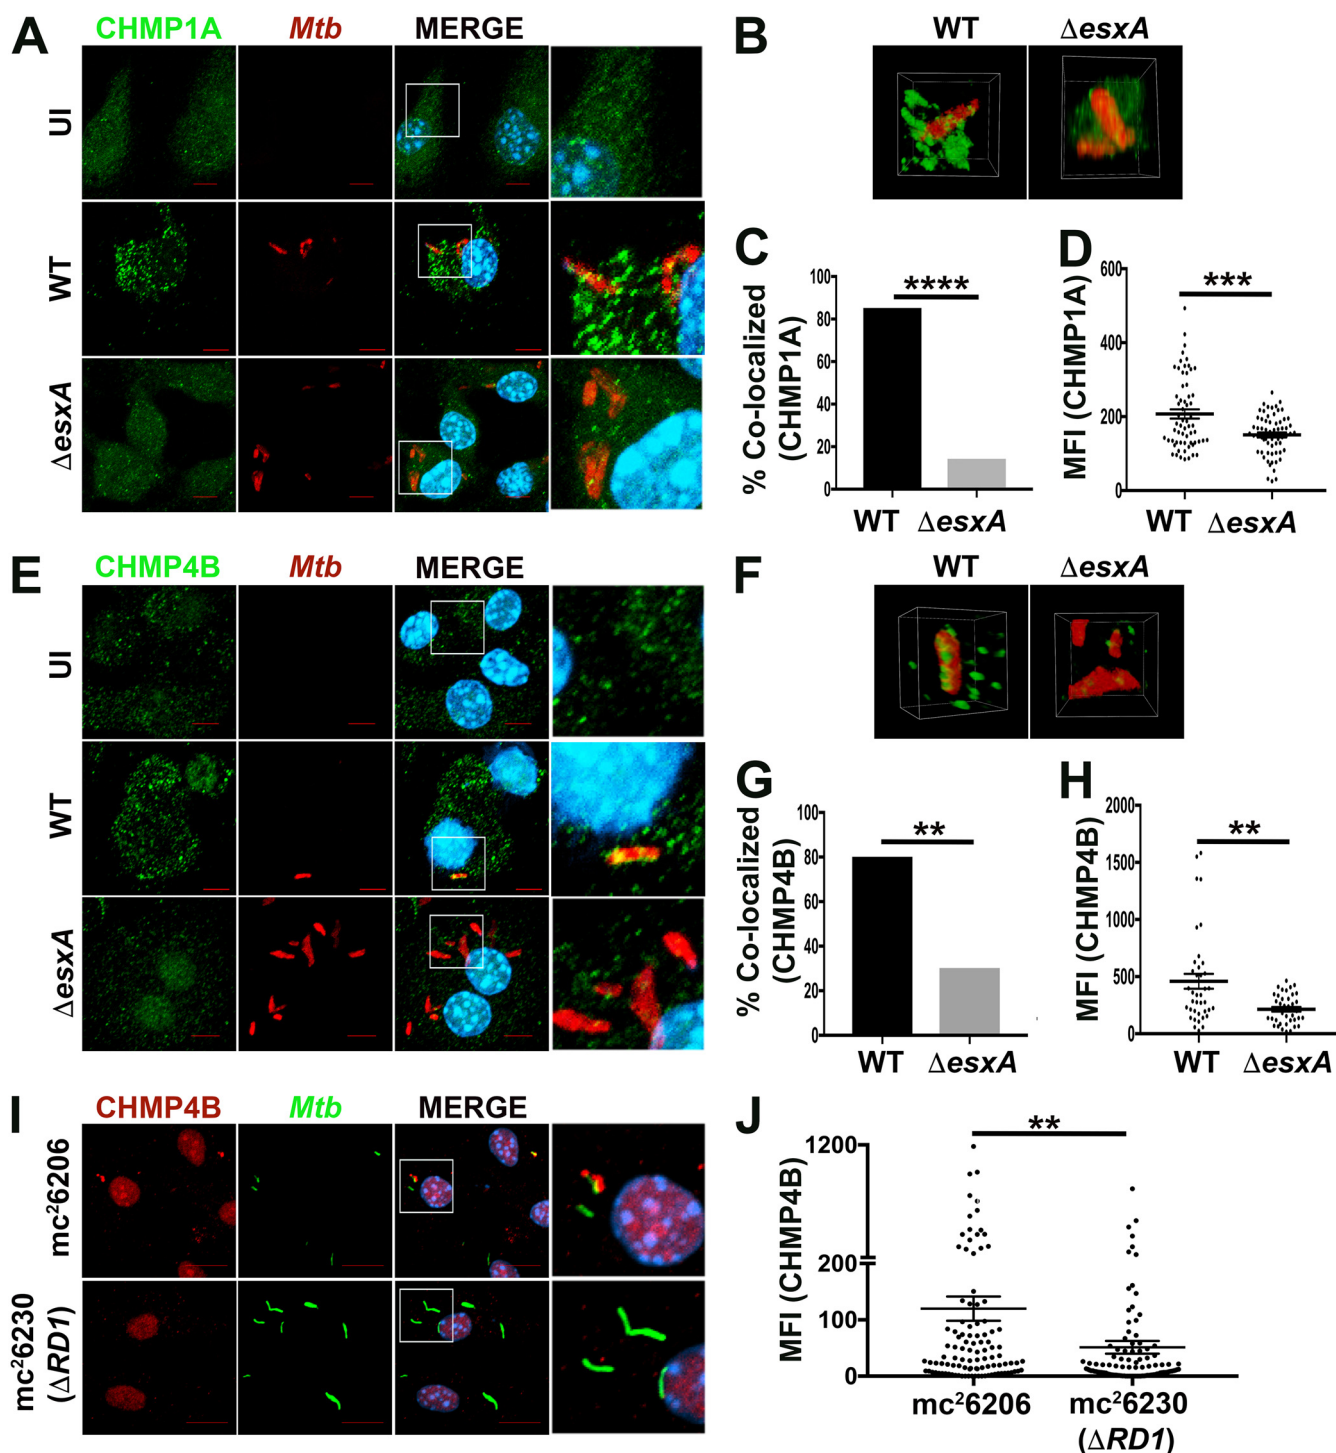 A
CHMP1A Mtb MERGE
UI
WT
ΔesxA
B
WT ΔesxA
C
% Co-localized
(CHMP1A)
100
80
60
40
20
0
****
WT ΔesxA
D
MFI (CHMP1A)
600
400
200
0
***
WT ΔesxA
E
CHMP4B Mtb MERGE
UI
WT
ΔesxA
F
WT ΔesxA
G
% Co-localized
(CHMP4B)
100
80
60
40
20
0
**
WT ΔesxA
H
MFI (CHMP4B)
2000
1500
1000
500
0
**
WT ΔesxA
I
CHMP4B Mtb MERGE
mc²6206
mc²6230
(ΔRD1)
J
MFI (CHMP4B)
1200
200
100
0
**
mc²6206 mc²6230
(ΔRD1)